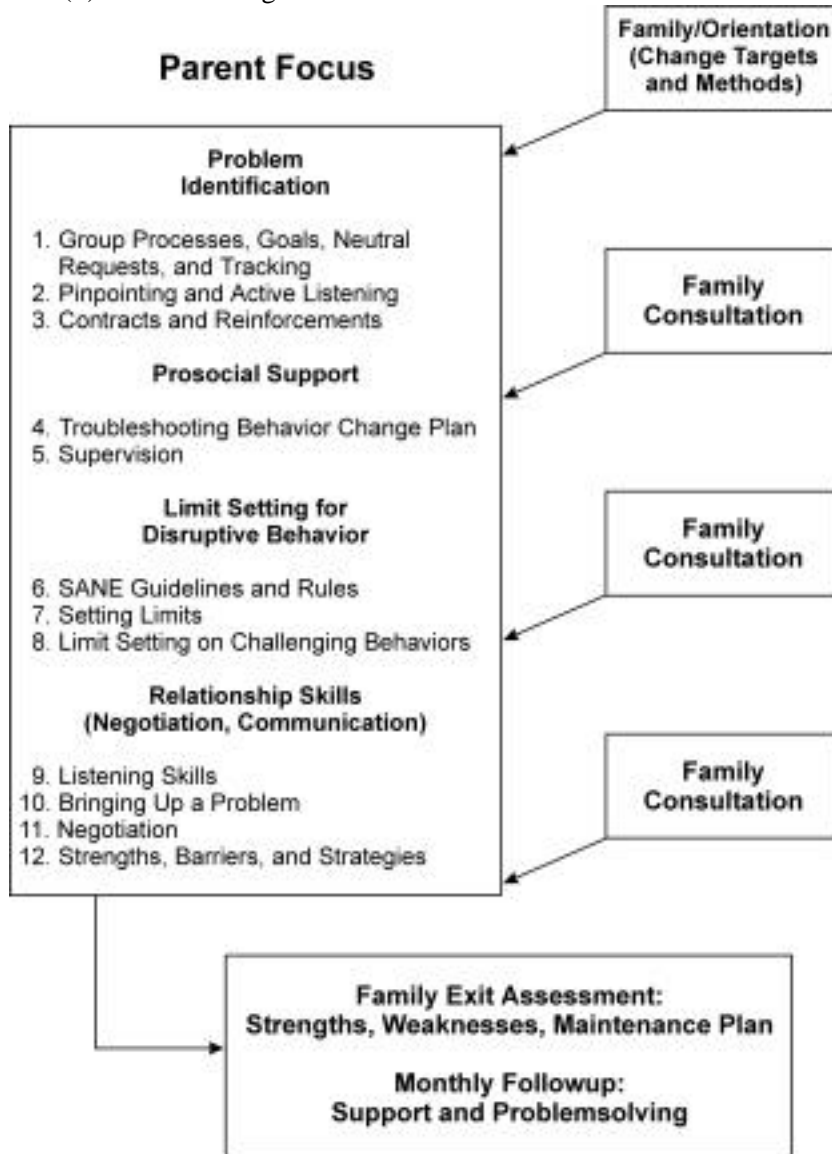 Parent Focus
Family/Orientation
(Change Targets
and Methods)
Problem
Identification
1. Group Processes, Goals, Neutral
Requests, and Tracking
2. Pinpointing and Active Listening
3. Contracts and Reinforcements
Family
Consultation
Prosocial Support
4. Troubleshooting Behavior Change Plan
5. Supervision
Limit Setting for
Disruptive Behavior
Family
Consultation
6. SANE Guidelines and Rules
7. Setting Limits
8. Limit Setting on Challenging Behaviors
Relationship Skills
(Negotiation, Communication)
Family
Consultation
9. Listening Skills
10. Bringing Up a Problem
11. Negotiation
12. Strengths, Barriers, and Strategies
Family Exit Assessment:
Strengths, Weaknesses, Maintenance Plan
Monthly Followup:
Support and Problemsolving